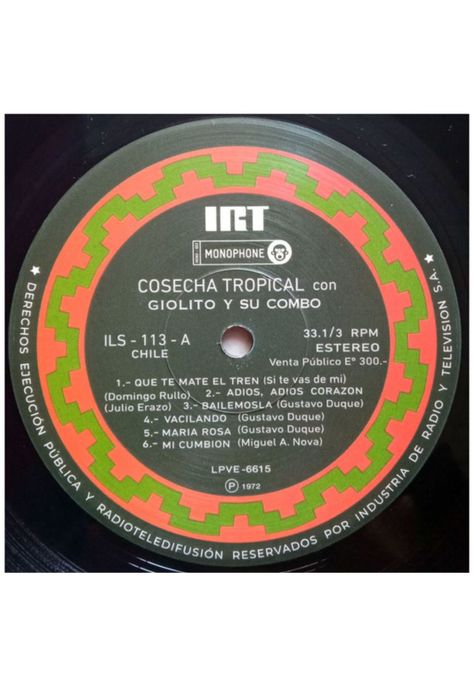 IRT
MONOPHONE
COSECHA TROPICAL con
GIOLITO Y SU COMBO
ILS - 113 - A
CHILE
33.1/3 RPM
ESTEREO
Venta Público Eº 300.-
1.- QUE TE MATE EL TREN (Si te vas de mi)
(Domingo Rullo) 2.- ADIOS, ADIOS CORAZON
(Julio Erazo) 3.- BAILEMOSLA (Gustavo Duque)
4.- VACILANDO (Gustavo Duque)
5.- MARIA ROSA (Gustavo Duque)
6.- MI CUMBION (Miguel A. Nova)
LPVE-6615
Ⓟ 1972
★ DERECHOS EJECUCIÓN PÚBLICA Y RADIOTELEDIFUSIÓN RESERVADOS POR INDUSTRIA DE RADIO Y TELEVISION S.A. ★